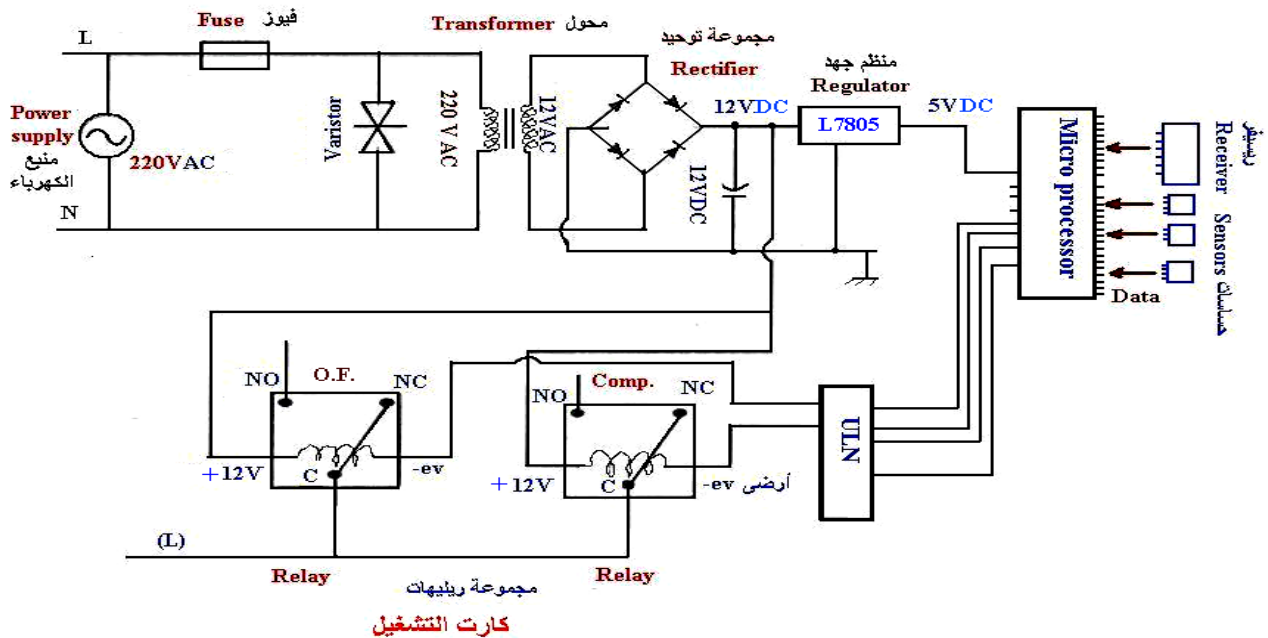 Fuse فيوز
L
Transformer محول
مجموعة توحيد
Rectifier
منظم جهد
Regulator
12VDC
L7805
5VDC
Power supply
منبع الكهرباء
220VAC
N
Varistor
220 V AC
12VAC
12VDC
Micro processor
ريسيفر
Receiver
Sensors حساسات
Data
NO
O.F.
NC
+12V
C
-ev
NO
Comp.
NC
+12V
C
-ev أرضى
ULN
(L)
Relay
Relay
مجموعة ريليهات
كارت التشغيل